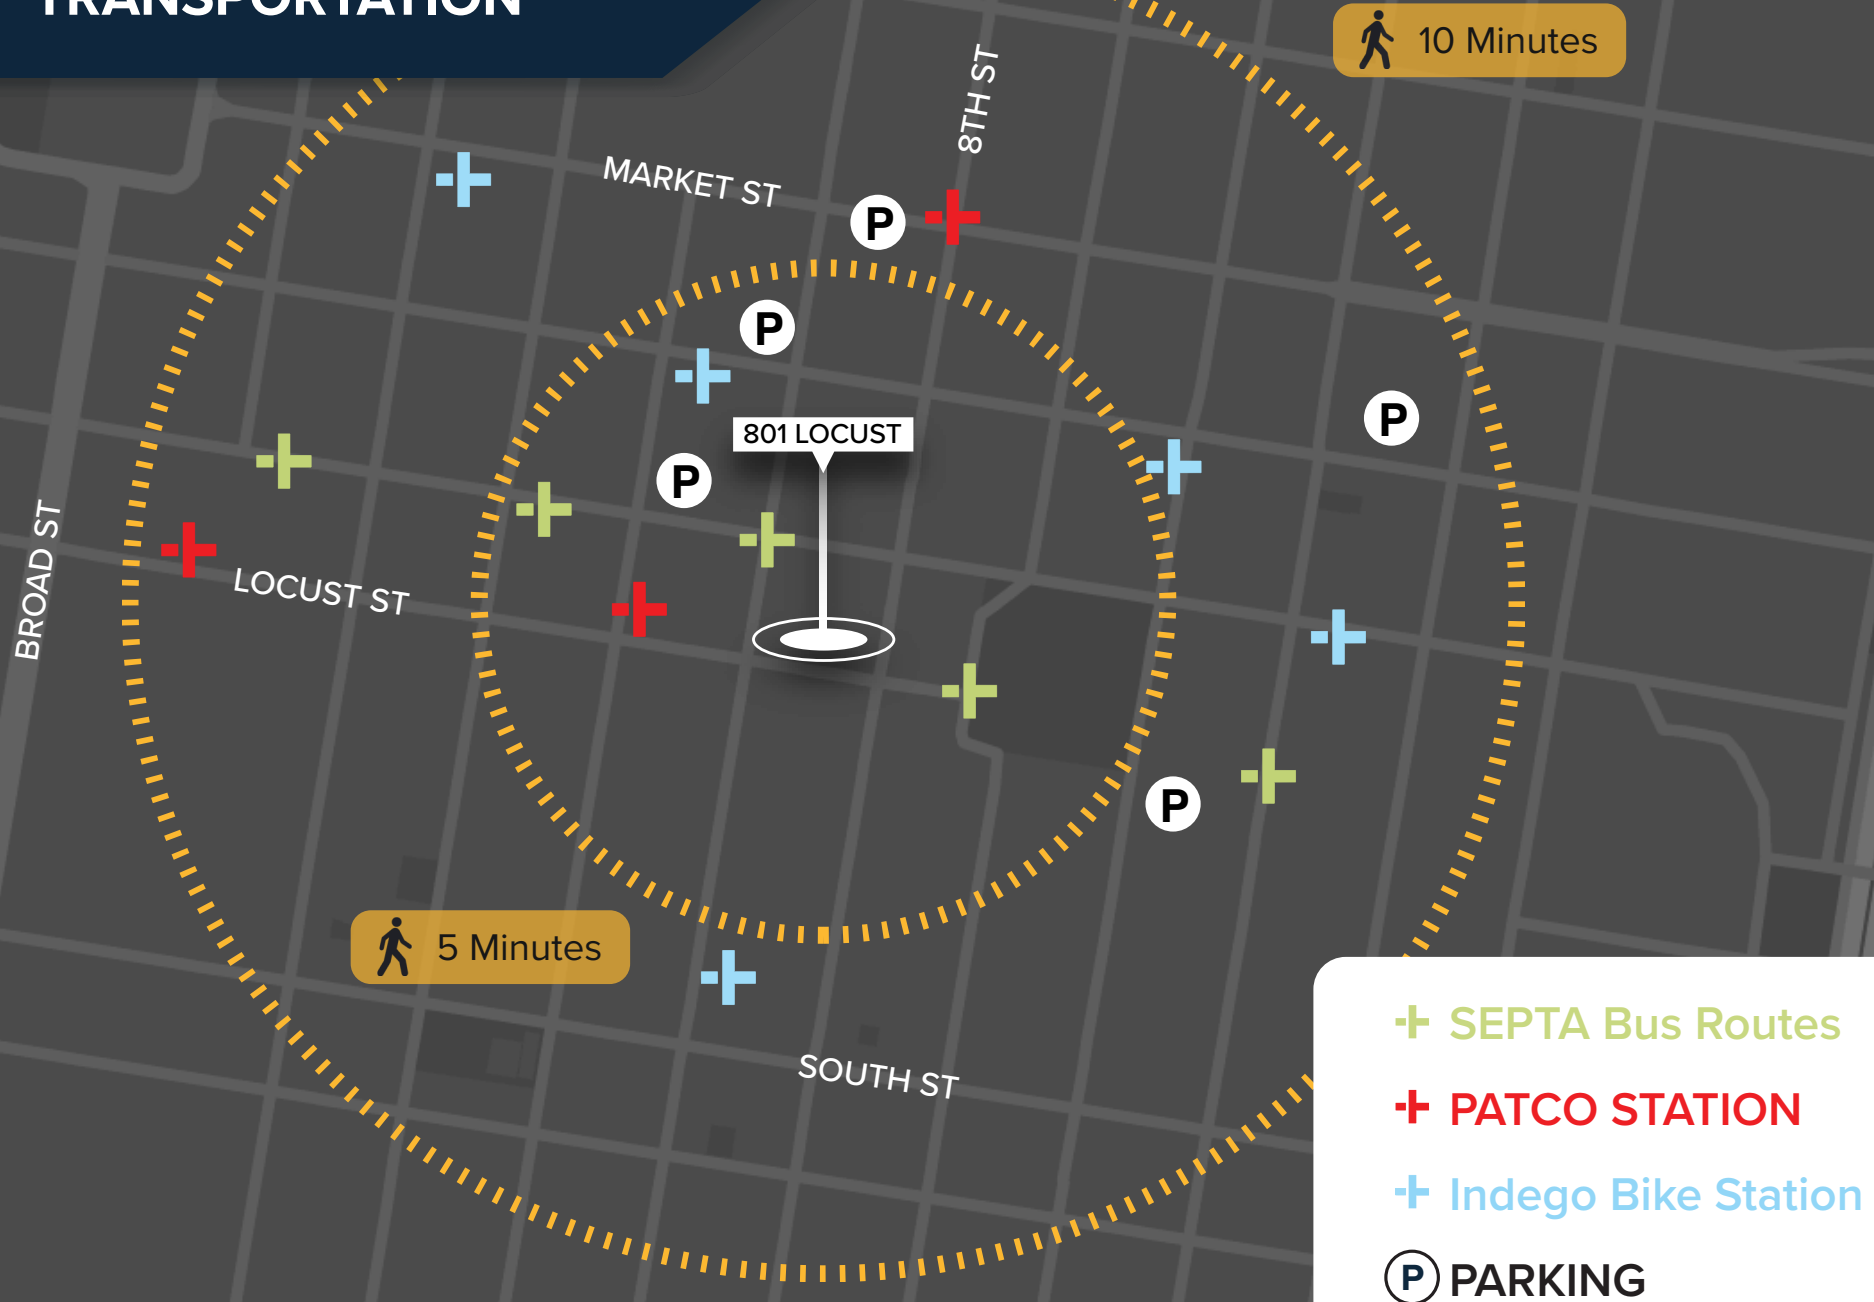 TRANSPORTATION
10 Minutes
8TH ST
MARKET ST
P
P
P
801 LOCUST
P
BROAD ST
LOCUST ST
P
5 Minutes
SOUTH ST
SEPTA Bus Routes
PATCO STATION
Indego Bike Station
P PARKING